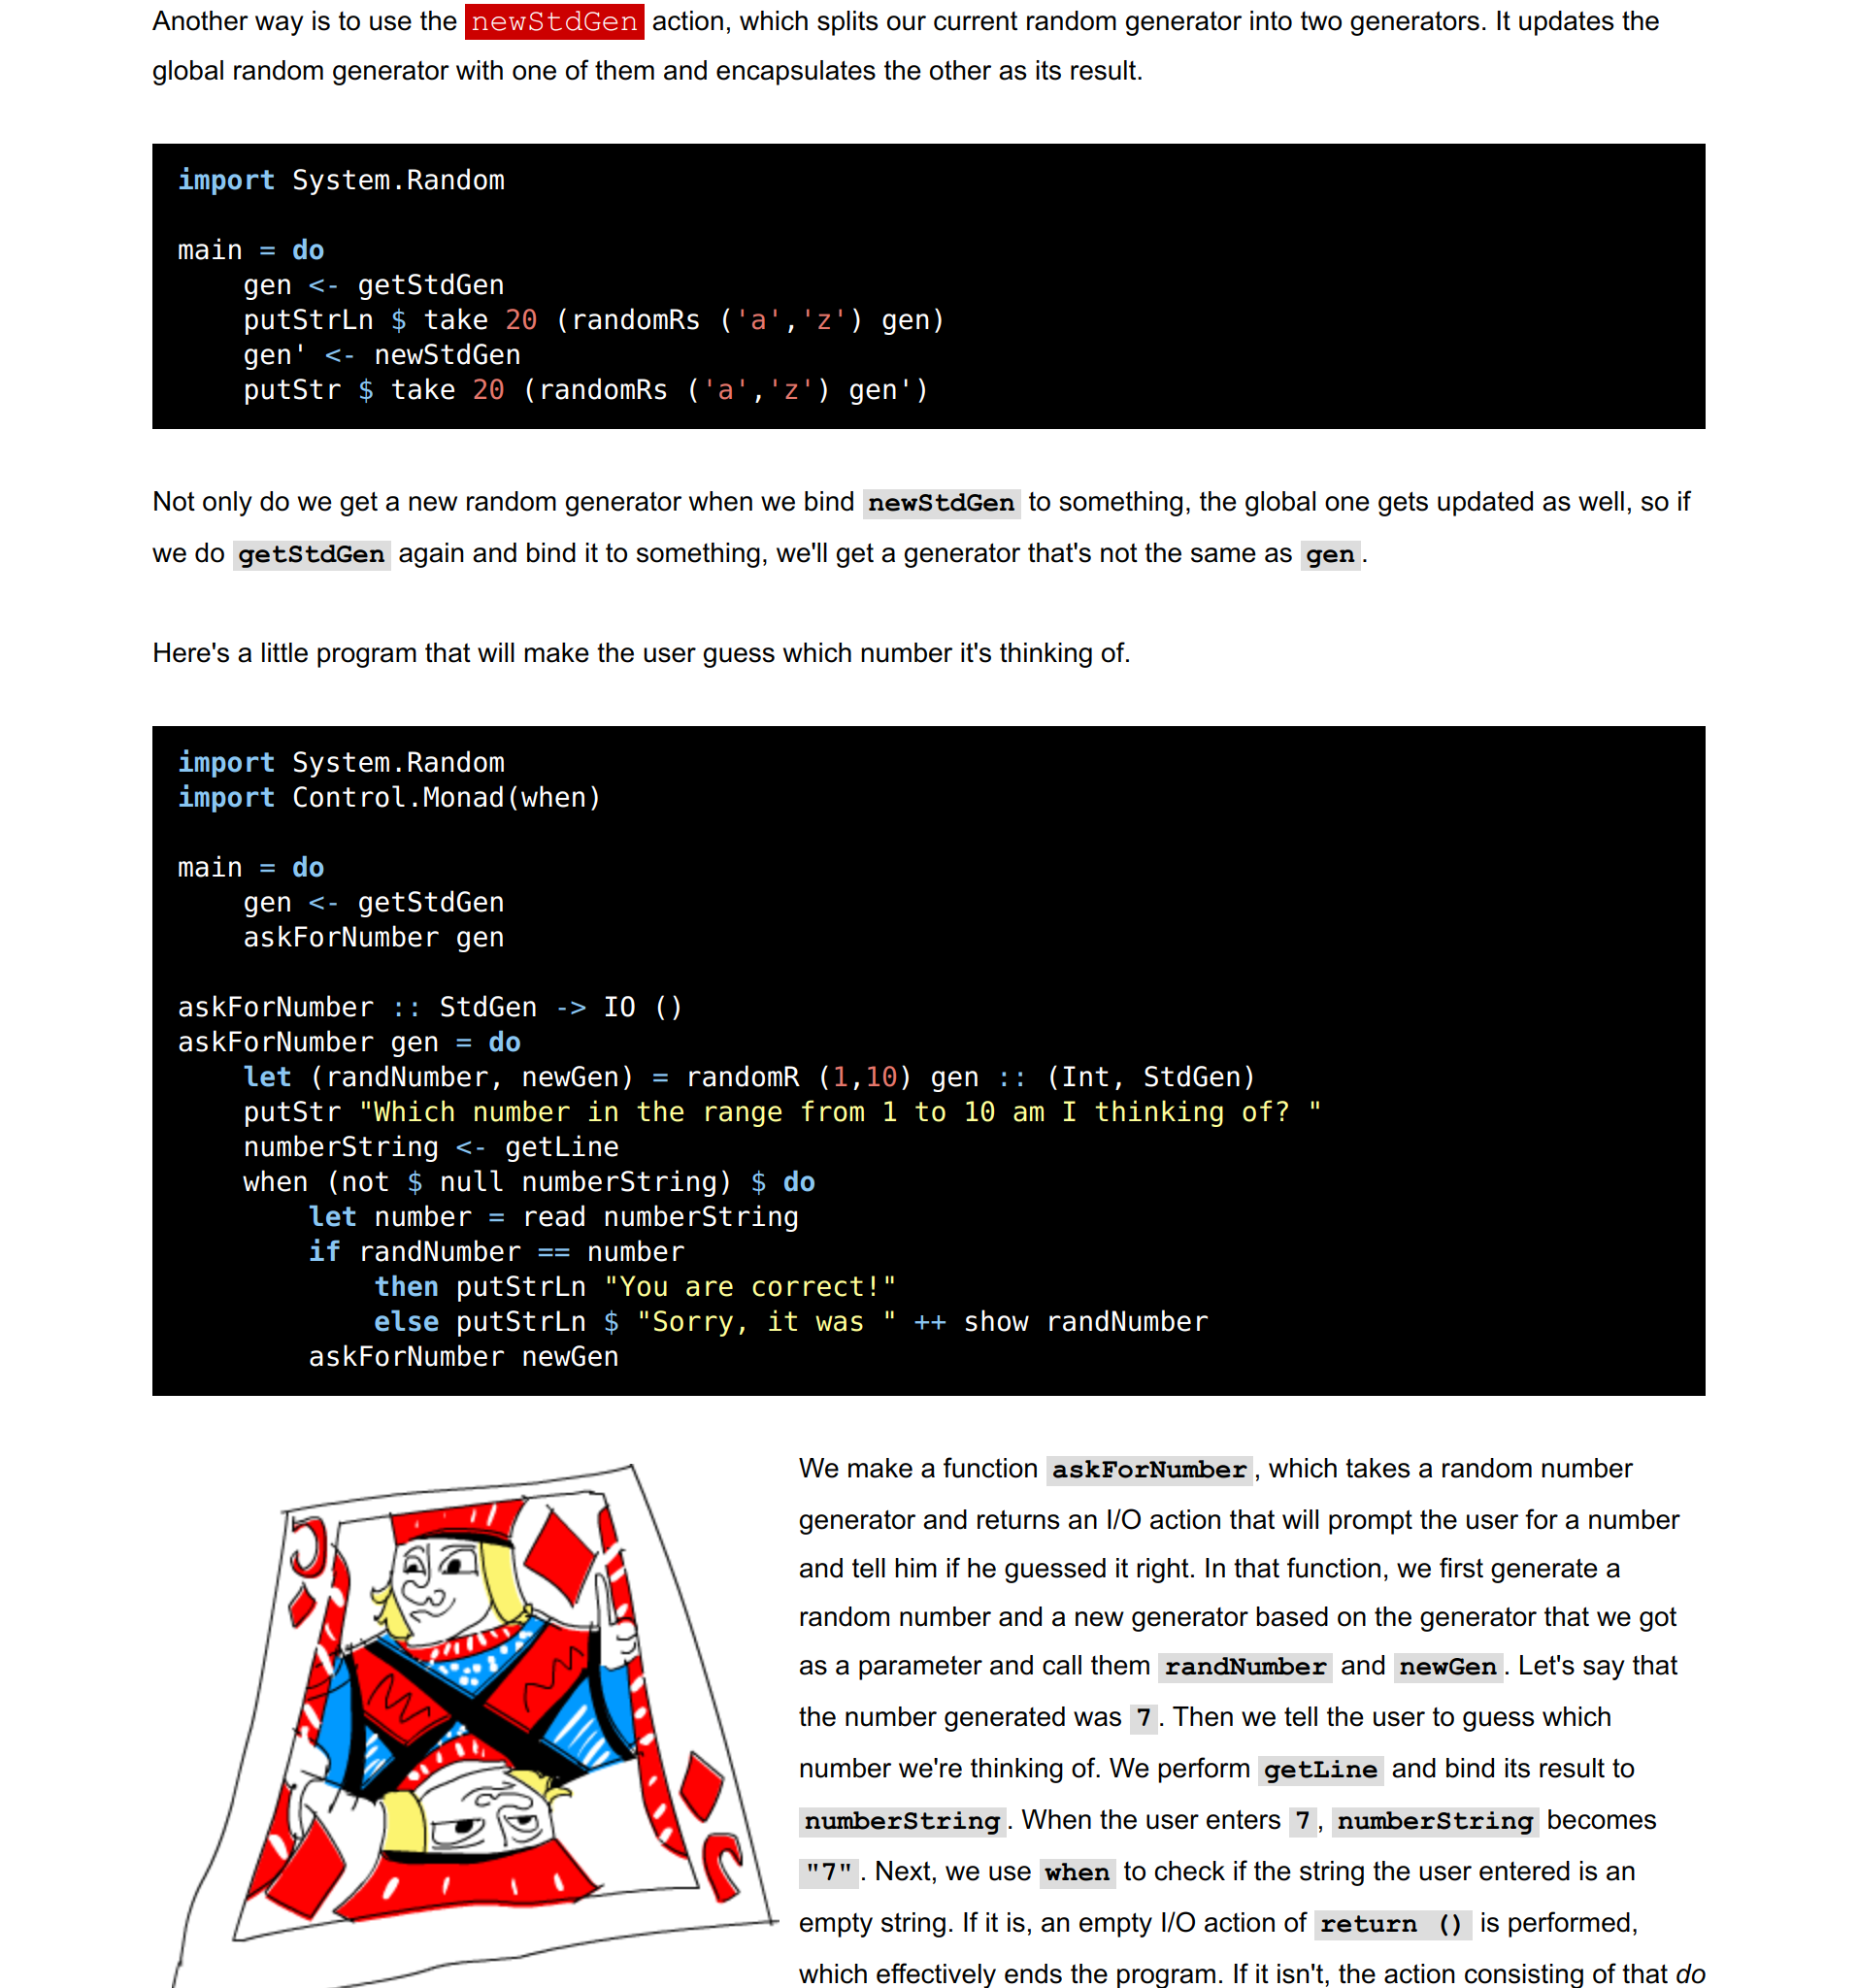 Another way is to use the newStdGen action, which splits our current random generator into two generators. It updates the
global random generator with one of them and encapsulates the other as its result.
import System.Random
main = do
    gen <- getStdGen
    putStrLn $ take 20 (randomRs ('a','z') gen)
    gen' <- newStdGen
    putStr $ take 20 (randomRs ('a','z') gen')
Not only do we get a new random generator when we bind newStdGen to something, the global one gets updated as well, so if
we do getStdGen again and bind it to something, we'll get a generator that's not the same as gen.
Here's a little program that will make the user guess which number it's thinking of.
import System.Random
import Control.Monad(when)
main = do
    gen <- getStdGen
    askForNumber gen
askForNumber :: StdGen -> IO ()
askForNumber gen = do
    let (randNumber, newGen) = randomR (1,10) gen :: (Int, StdGen)
    putStr "Which number in the range from 1 to 10 am I thinking of? "
    numberString <- getLine
    when (not $ null numberString) $ do
        let number = read numberString
        if randNumber == number
            then putStrLn "You are correct!"
            else putStrLn $ "Sorry, it was " ++ show randNumber
        askForNumber newGen
J
J
We make a function askForNumber, which takes a random number
generator and returns an I/O action that will prompt the user for a number
and tell him if he guessed it right. In that function, we first generate a
random number and a new generator based on the generator that we got
as a parameter and call them randNumber and newGen. Let's say that
the number generated was 7. Then we tell the user to guess which
number we're thinking of. We perform getLine and bind its result to
numberString. When the user enters 7, numberString becomes
"7". Next, we use when to check if the string the user entered is an
empty string. If it is, an empty I/O action of return () is performed,
which effectively ends the program. If it isn't, the action consisting of that do